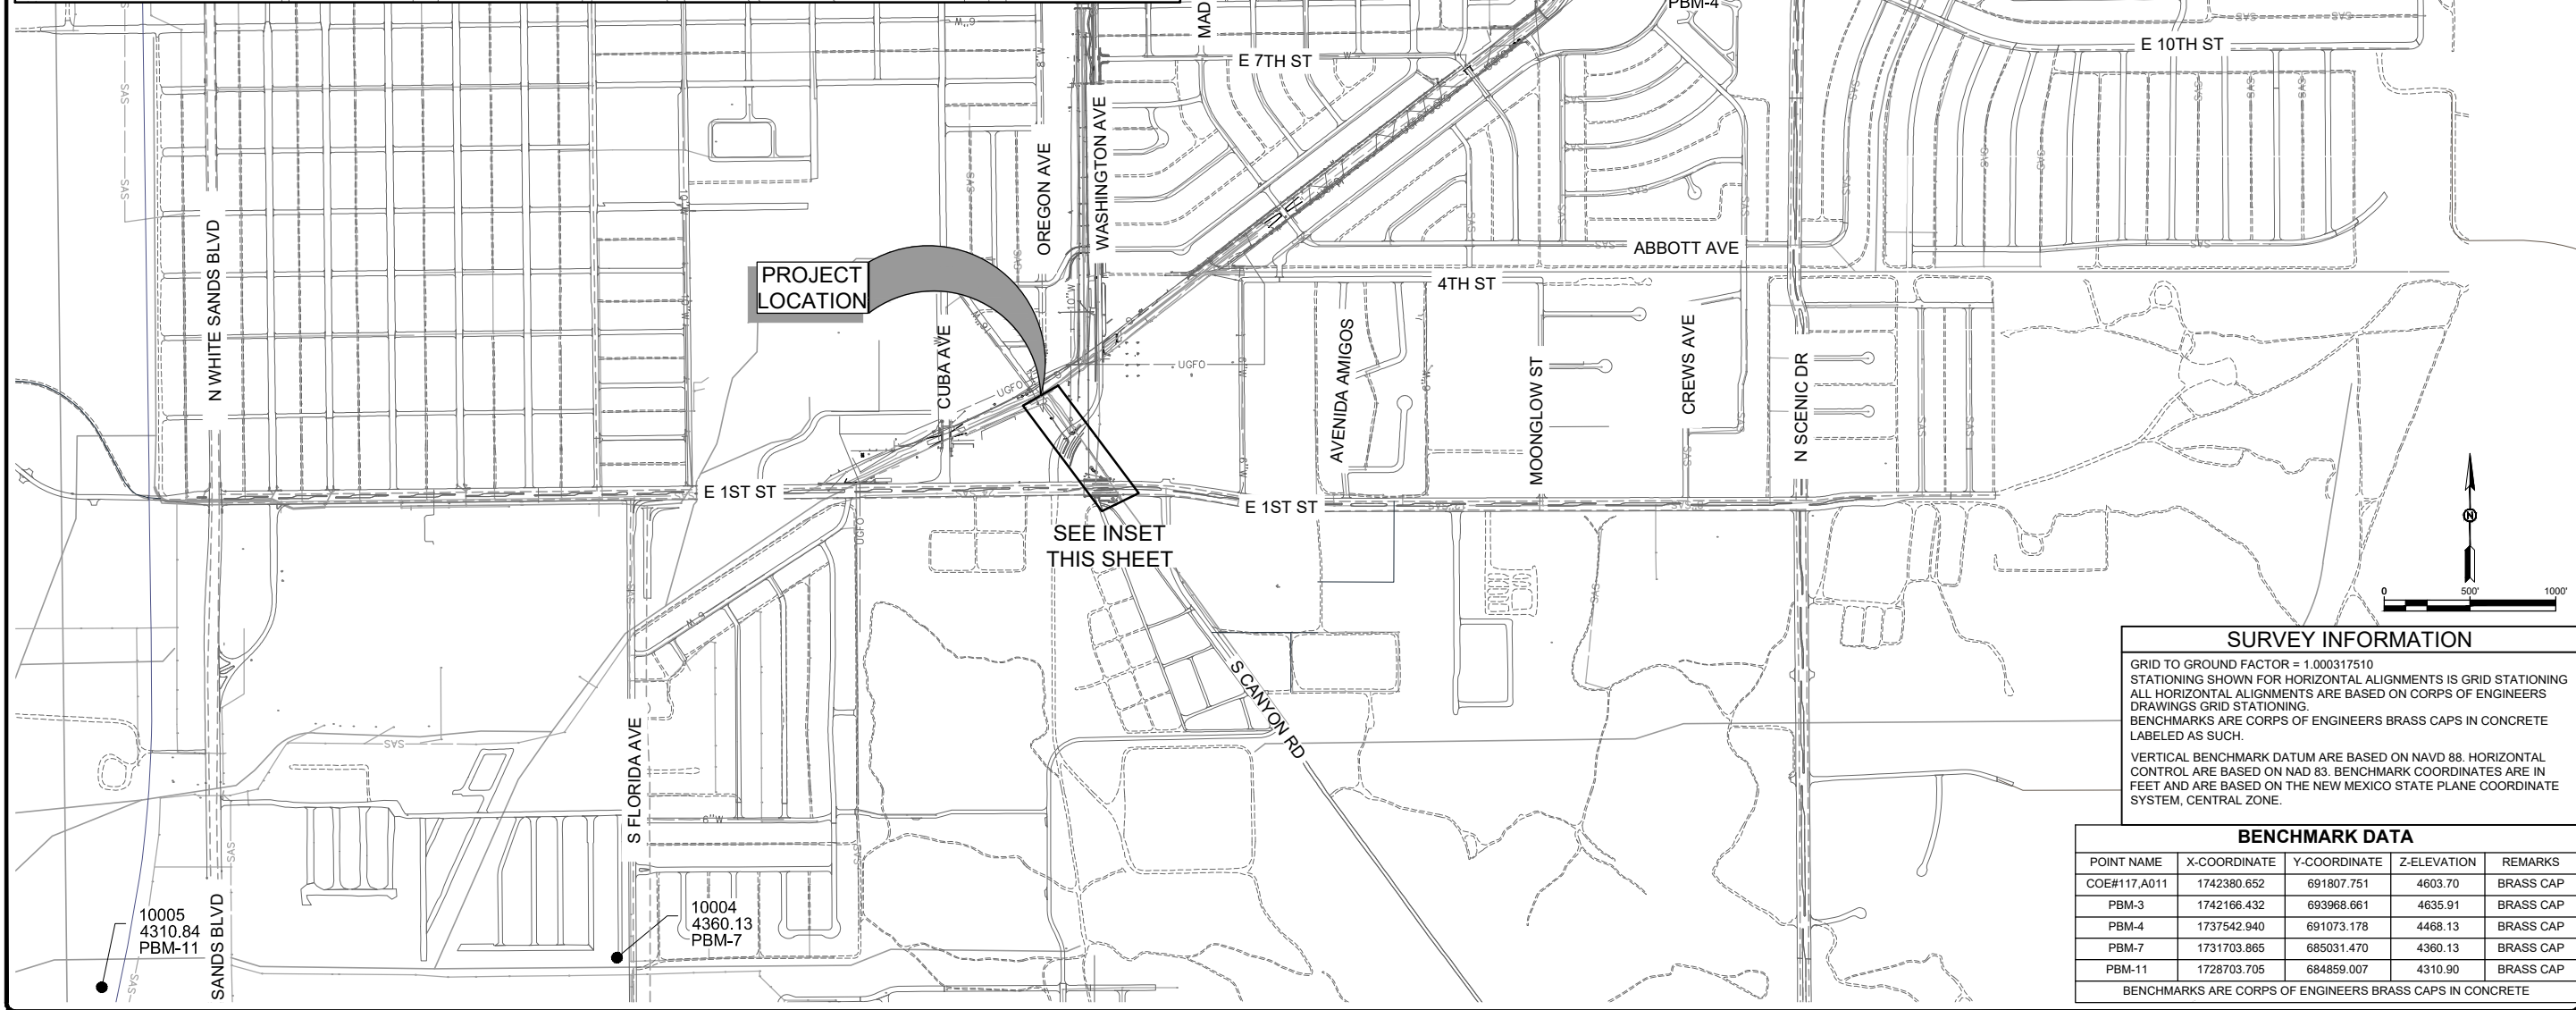 MAD
PBM-4
E 7TH ST
E 10TH ST
N WHITE SANDS BLVD
OREGON AVE
WASHINGTON AVE
ABBOTT AVE
4TH ST
PROJECT
LOCATION
CUBA AVE
UGFO
UGFO
AVENIDA AMIGOS
MOONGLOW ST
CREWS AVE
N SCENIC DR
E 1ST ST
E 1ST ST
SEE INSET
THIS SHEET
UGFO
S CANYON RD
S FLORIDA AVE
SANDS BLVD
SAS
SAS
SAS
SAS
SAS
6"W
8"W
10"W
10005
4310.84
PBM-11
10004
4360.13
PBM-7
N
0 500' 1000'
SURVEY INFORMATION
GRID TO GROUND FACTOR = 1.000317510
STATIONING SHOWN FOR HORIZONTAL ALIGNMENTS IS GRID STATIONING
ALL HORIZONTAL ALIGNMENTS ARE BASED ON CORPS OF ENGINEERS
DRAWINGS GRID STATIONING.
BENCHMARKS ARE CORPS OF ENGINEERS BRASS CAPS IN CONCRETE
LABELED AS SUCH.
VERTICAL BENCHMARK DATUM ARE BASED ON NAVD 88. HORIZONTAL
CONTROL ARE BASED ON NAD 83. BENCHMARK COORDINATES ARE IN
FEET AND ARE BASED ON THE NEW MEXICO STATE PLANE COORDINATE
SYSTEM, CENTRAL ZONE.
BENCHMARK DATA
POINT NAME X-COORDINATE Y-COORDINATE Z-ELEVATION REMARKS
COE#117,A011 1742380.652 691807.751 4603.70 BRASS CAP
PBM-3 1742166.432 693968.661 4635.91 BRASS CAP
PBM-4 1737542.940 691073.178 4468.13 BRASS CAP
PBM-7 1731703.865 685031.470 4360.13 BRASS CAP
PBM-11 1728703.705 684859.007 4310.90 BRASS CAP
BENCHMARKS ARE CORPS OF ENGINEERS BRASS CAPS IN CONCRETE